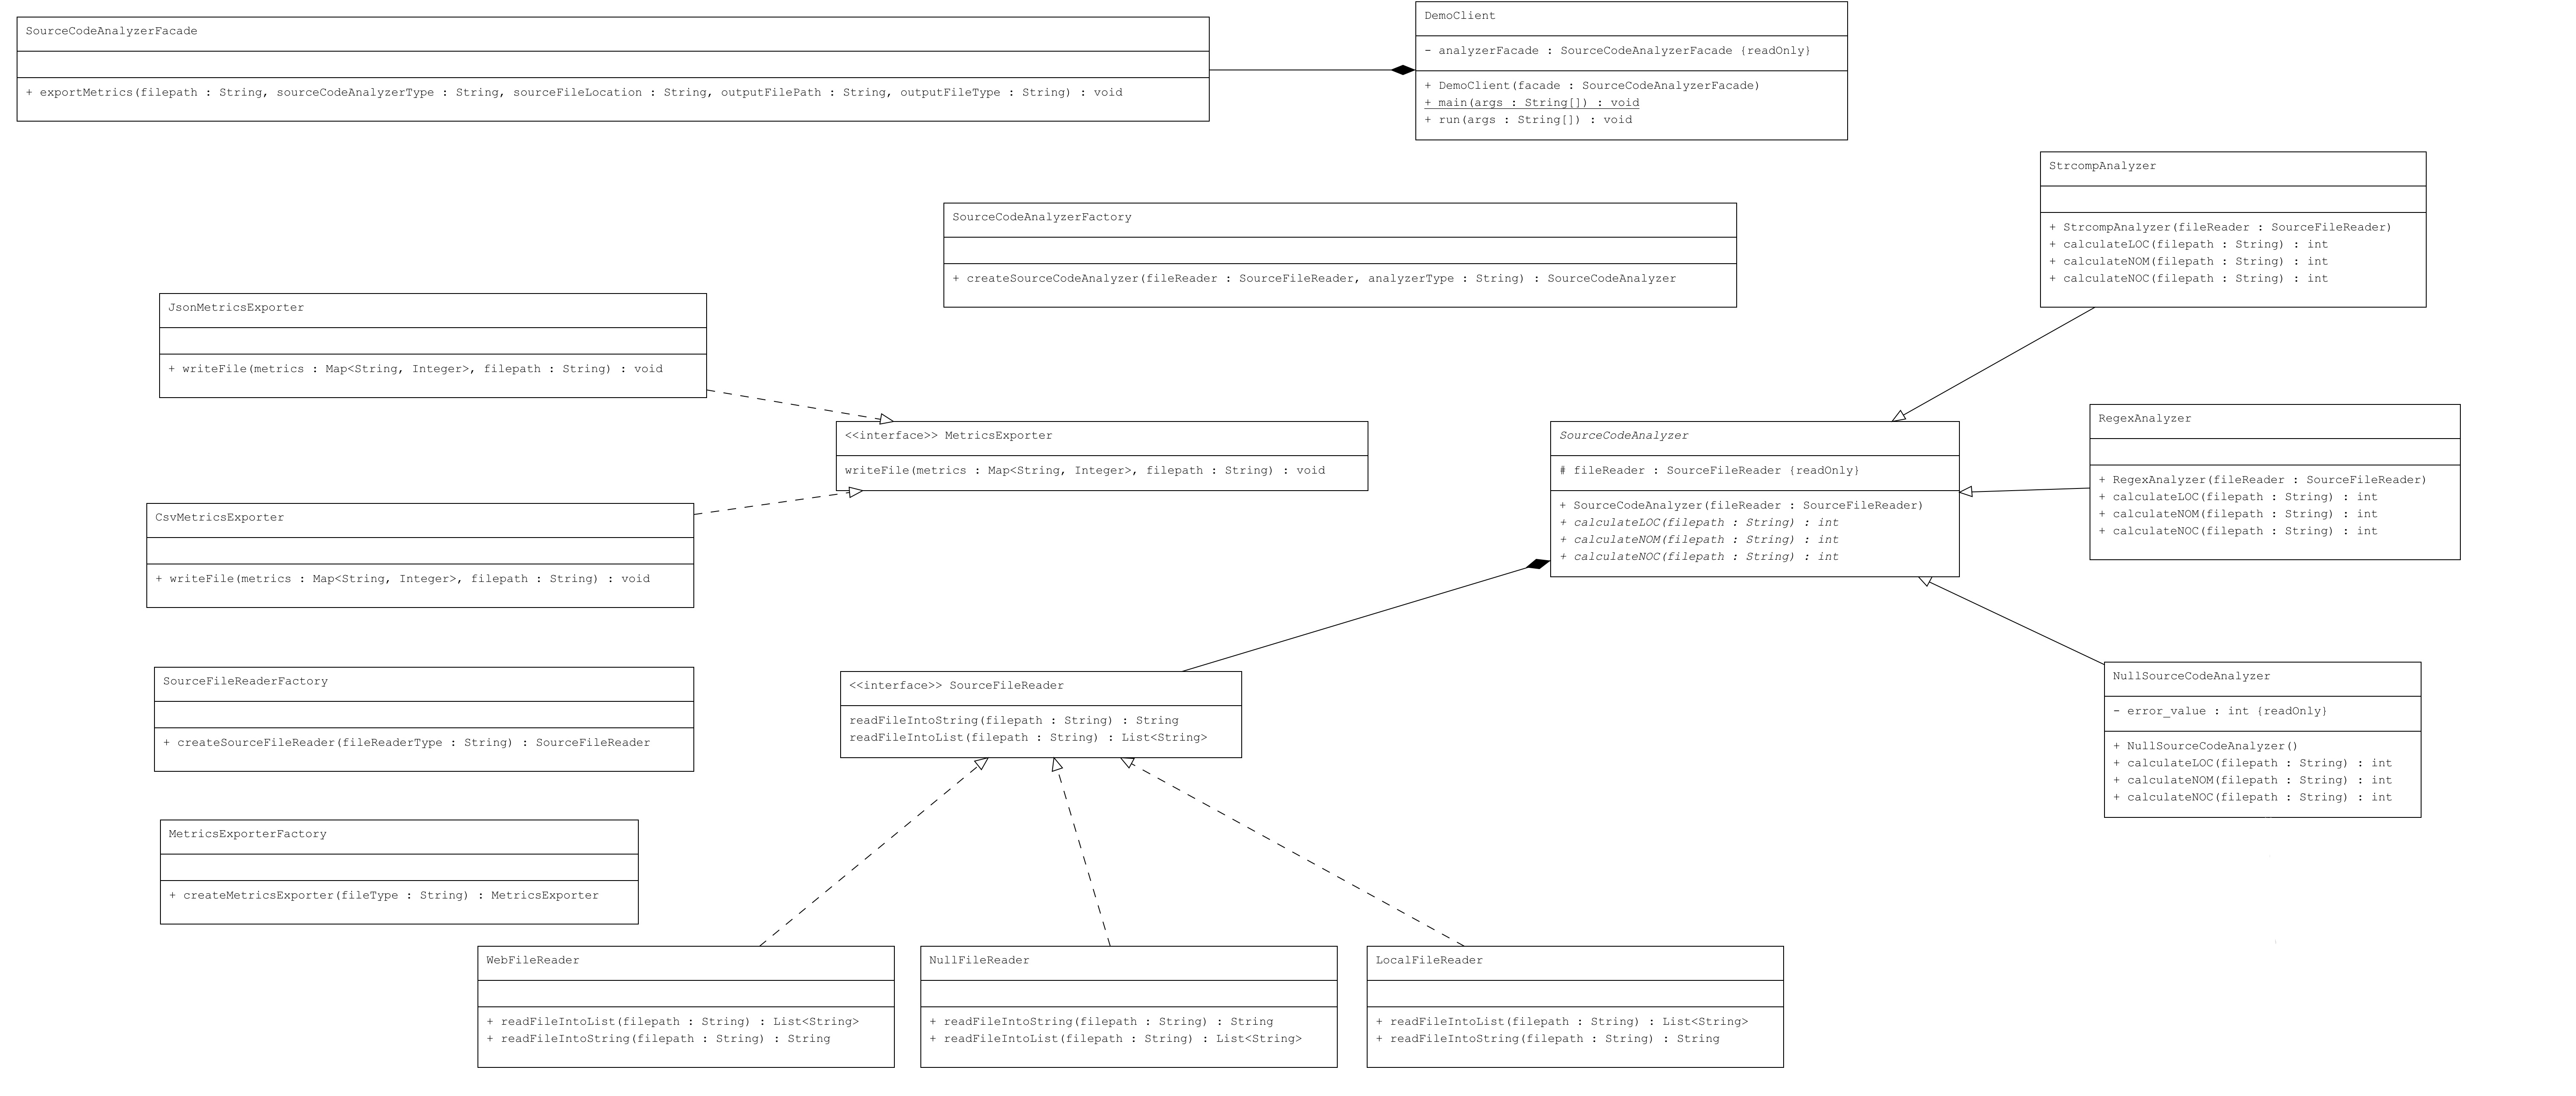 SourceCodeAnalyzerFacade
+ exportMetrics(filepath : String, sourceCodeAnalyzerType : String, sourceFileLocation : String, outputFilePath : String, outputFileType : String) : void
DemoClient
- analyzerFacade : SourceCodeAnalyzerFacade {readOnly}
+ DemoClient(facade : SourceCodeAnalyzerFacade)
+ main(args : String[]) : void
+ run(args : String[]) : void
StrcompAnalyzer
+ StrcompAnalyzer(fileReader : SourceFileReader)
+ calculateLOC(filepath : String) : int
+ calculateNOM(filepath : String) : int
+ calculateNOC(filepath : String) : int
SourceCodeAnalyzerFactory
+ createSourceCodeAnalyzer(fileReader : SourceFileReader, analyzerType : String) : SourceCodeAnalyzer
JsonMetricsExporter
+ writeFile(metrics : Map<String, Integer>, filepath : String) : void
<<interface>> MetricsExporter
writeFile(metrics : Map<String, Integer>, filepath : String) : void
SourceCodeAnalyzer
# fileReader : SourceFileReader {readOnly}
+ SourceCodeAnalyzer(fileReader : SourceFileReader)
+ calculateLOC(filepath : String) : int
+ calculateNOM(filepath : String) : int
+ calculateNOC(filepath : String) : int
RegexAnalyzer
+ RegexAnalyzer(fileReader : SourceFileReader)
+ calculateLOC(filepath : String) : int
+ calculateNOM(filepath : String) : int
+ calculateNOC(filepath : String) : int
CsvMetricsExporter
+ writeFile(metrics : Map<String, Integer>, filepath : String) : void
SourceFileReaderFactory
+ createSourceFileReader(fileReaderType : String) : SourceFileReader
<<interface>> SourceFileReader
readFileIntoString(filepath : String) : String
readFileIntoList(filepath : String) : List<String>
NullSourceCodeAnalyzer
- error_value : int {readOnly}
+ NullSourceCodeAnalyzer()
+ calculateLOC(filepath : String) : int
+ calculateNOM(filepath : String) : int
+ calculateNOC(filepath : String) : int
MetricsExporterFactory
+ createMetricsExporter(fileType : String) : MetricsExporter
WebFileReader
+ readFileIntoList(filepath : String) : List<String>
+ readFileIntoString(filepath : String) : String
NullFileReader
+ readFileIntoString(filepath : String) : String
+ readFileIntoList(filepath : String) : List<String>
LocalFileReader
+ readFileIntoList(filepath : String) : List<String>
+ readFileIntoString(filepath : String) : String